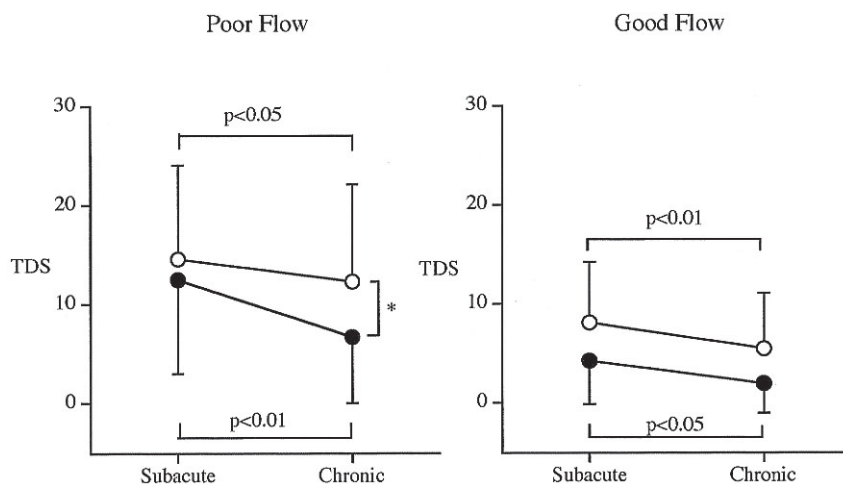 Poor Flow
30
20
10
0
TDS
p<0.05
*
p<0.01
Subacute Chronic
Good Flow
30
20
10
0
TDS
p<0.01
p<0.05
Subacute Chronic